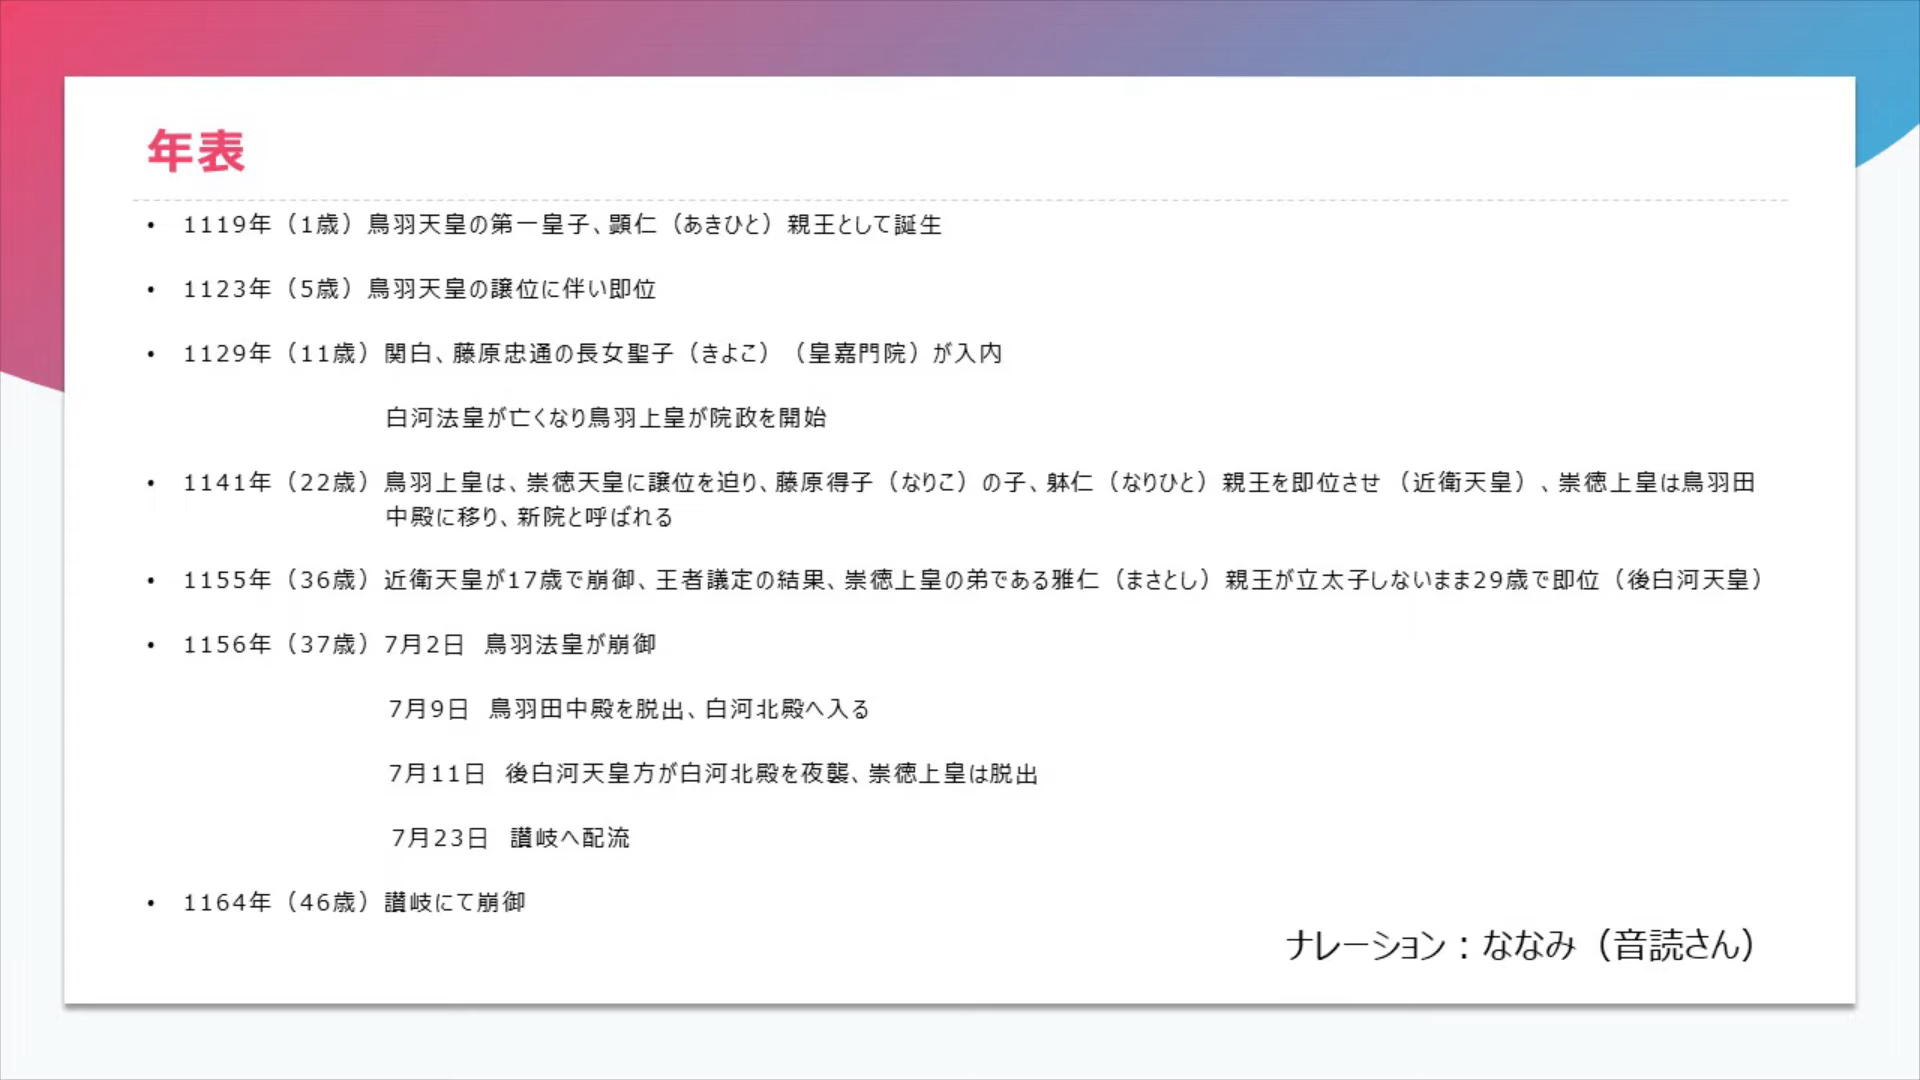 年表
• 1119年（1歳）鳥羽天皇の第一皇子、顕仁（あきひと）親王として誕生
• 1123年（5歳）鳥羽天皇の譲位に伴い即位
• 1129年（11歳）関白、藤原忠通の長女聖子（きよこ）（皇嘉門院）が入内
白河法皇が亡くなり鳥羽上皇が院政を開始
• 1141年（22歳）鳥羽上皇は、崇徳天皇に譲位を迫り、藤原得子（なりこ）の子、躰仁（なりひと）親王を即位させ（近衛天皇）、崇徳上皇は鳥羽田
中殿に移り、新院と呼ばれる
• 1155年（36歳）近衛天皇が17歳で崩御、王者議定の結果、崇徳上皇の弟である雅仁（まさとし）親王が立太子しないまま29歳で即位（後白河天皇）
• 1156年（37歳）7月2日 鳥羽法皇が崩御
7月9日 鳥羽田中殿を脱出、白河北殿へ入る
7月11日 後白河天皇方が白河北殿を夜襲、崇徳上皇は脱出
7月23日 讃岐へ配流
• 1164年（46歳）讃岐にて崩御
ナレーション：ななみ（音読さん）